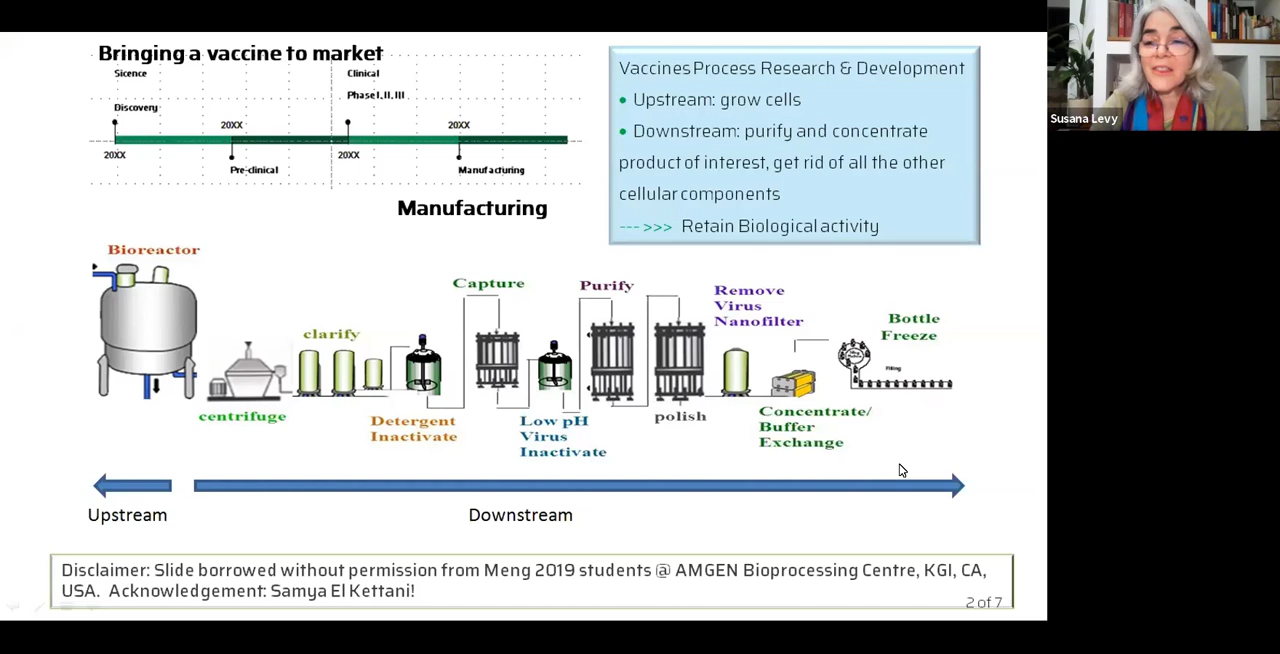 Bringing a vaccine to market
Sicence
Discovery
20XX
20XX
Pre-clinical
Clinical
Phase I, II, III
20XX
20XX
Manufacturing
Vaccines Process Research & Development
• Upstream: grow cells
• Downstream: purify and concentrate
product of interest, get rid of all the other
cellular components
--- >>> Retain Biological activity
Susana Levy
Manufacturing
Bioreactor
centrifuge
clarify
Detergent
Inactivate
Capture
Low pH
Virus
Inactivate
Purify
polish
Remove
Virus
Nanofilter
Concentrate/
Buffer
Exchange
Bottle
Freeze
Filling
Upstream
Downstream
Disclaimer: Slide borrowed without permission from Meng 2019 students @ AMGEN Bioprocessing Centre, KGI, CA,
USA. Acknowledgement: Samya El Kettani!
2 of 7